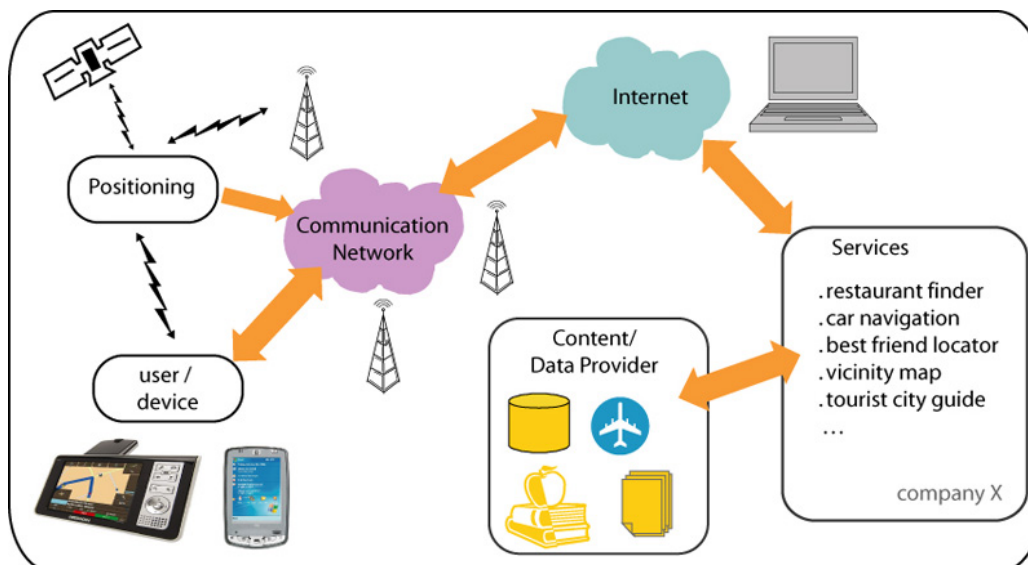 Internet
Positioning
Communication
Network
Services
.restaurant finder
.car navigation
.best friend locator
.vicinity map
.tourist city guide
...
Content/
Data Provider
user /
device
company X